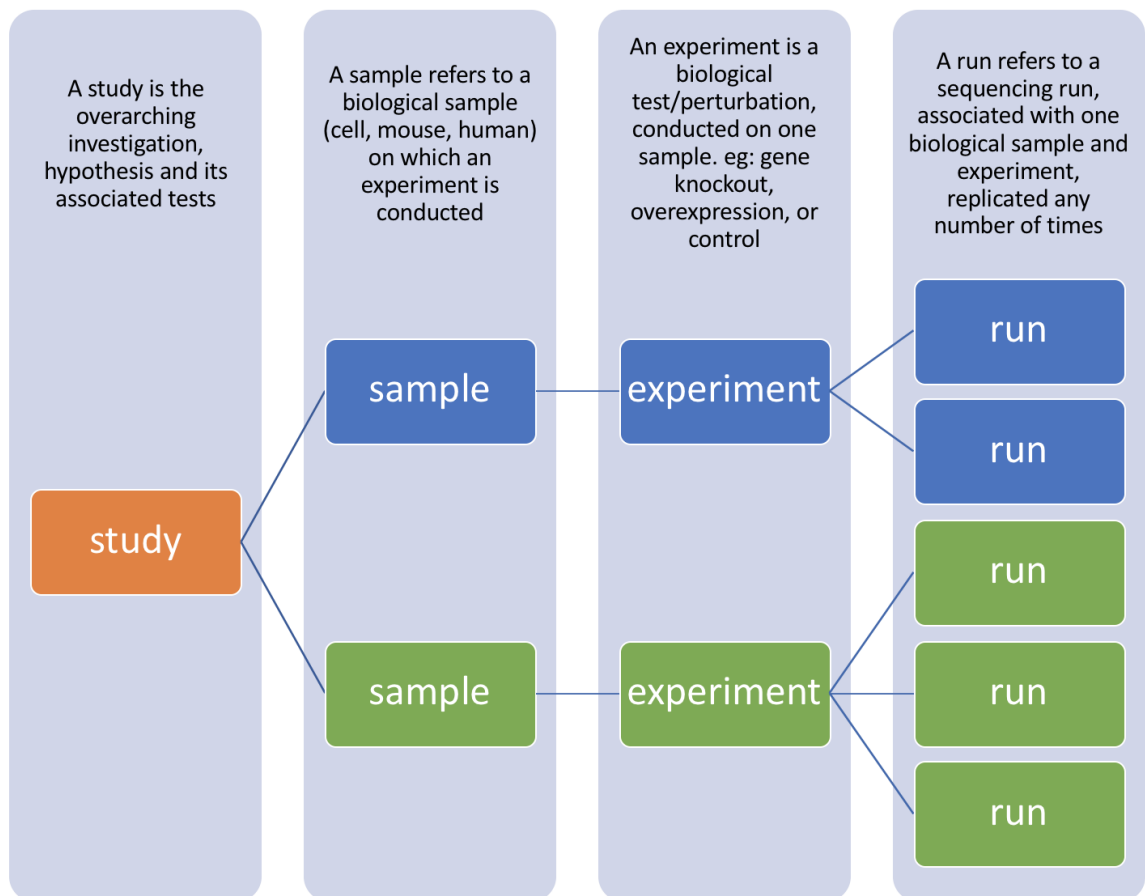 A study is the
overarching
investigation,
hypothesis and its
associated tests
A sample refers to a
biological sample
(cell, mouse, human)
on which an
experiment is
conducted
An experiment is a
biological
test/perturbation,
conducted on one
sample. eg: gene
knockout,
overexpression, or
control
A run refers to a
sequencing run,
associated with one
biological sample and
experiment,
replicated any
number of times
study
sample
experiment
run
run
sample
experiment
run
run
run